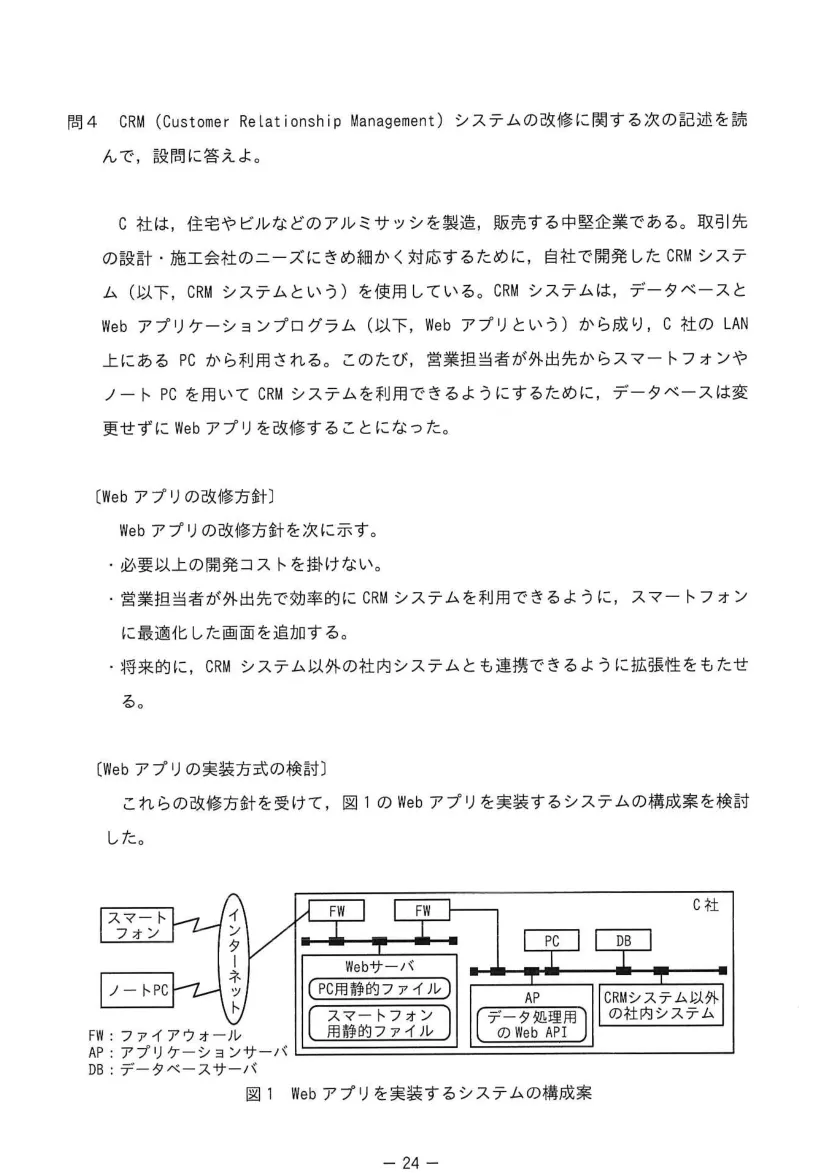 問4 CRM（Customer Relationship Management）システムの改修に関する次の記述を読
んで，設問に答えよ。
C 社は，住宅やビルなどのアルミサッシを製造，販売する中堅企業である。取引先
の設計・施工会社のニーズにきめ細かく対応するために，自社で開発した CRM システ
ム（以下，CRM システムという）を使用している。CRM システムは，データベースと
Web アプリケーションプログラム（以下，Web アプリという）から成り，C 社の LAN
上にある PC から利用される。このたび，営業担当者が外出先からスマートフォンや
ノート PC を用いて CRM システムを利用できるようにするために，データベースは変
更せずに Web アプリを改修することになった。
〔Web アプリの改修方針〕
Web アプリの改修方針を次に示す。
・必要以上の開発コストを掛けない。
・営業担当者が外出先で効率的に CRM システムを利用できるように，スマートフォン
に最適化した画面を追加する。
・将来的に，CRM システム以外の社内システムとも連携できるように拡張性をもたせ
る。
〔Web アプリの実装方式の検討〕
これらの改修方針を受けて，図 1 の Web アプリを実装するシステムの構成案を検討
した。
スマート
フォン
ノートPC
インターネット
C社
FW
FW
Webサーバ
PC用静的ファイル
スマートフォン
用静的ファイル
PC
DB
AP
データ処理用
の Web API
CRMシステム以外
の社内システム
FW：ファイアウォール
AP：アプリケーションサーバ
DB：データベースサーバ
図 1 Web アプリを実装するシステムの構成案
－ 24 －